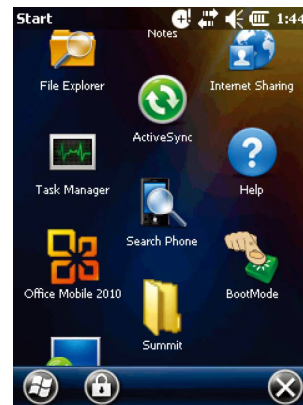 Start 1:44
Notes
File Explorer
Internet Sharing
ActiveSync
Task Manager
Help
Search Phone
Office Mobile 2010
BootMode
Summit